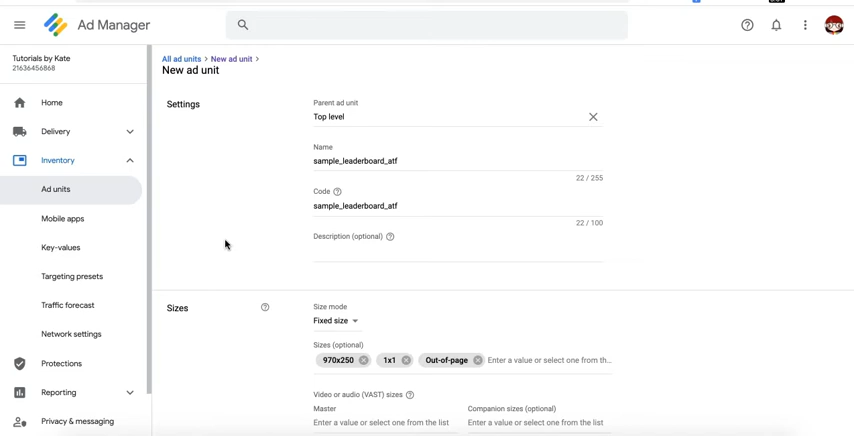 Ad Manager
Tutorials by Kate
21636456868
Home
Delivery
Inventory
Ad units
Mobile apps
Key-values
Targeting presets
Traffic forecast
Network settings
Protections
Reporting
Privacy & messaging
All ad units > New ad unit >
New ad unit
Settings
Parent ad unit
Top level
Name
sample_leaderboard_atf
22 / 255
Code
sample_leaderboard_atf
22 / 100
Description (optional)
Sizes
Size mode
Fixed size
Sizes (optional)
970x250 1x1 Out-of-page Enter a value or select one from th...
Video or audio (VAST) sizes
Master Companion sizes (optional)
Enter a value or select one from the list Enter a value or select one from the list